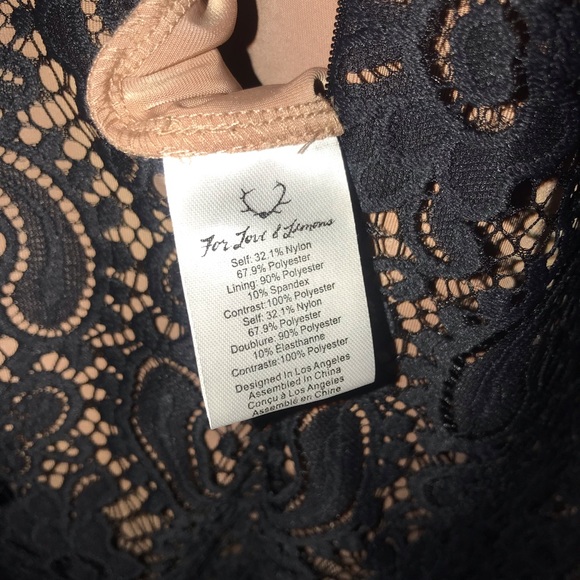 For Love & Lemons
Self: 32.1% Nylon
67.9% Polyester
Lining: 90% Polyester
10% Spandex
Contrast:100% Polyester
Self: 32.1% Nylon
67.9% Polyester
Doublure: 90% Polyester
10% Elasthanne
Contraste:100% Polyester
Designed In Los Angeles
Assembled In China
Conçu à Los Angeles
Assemblé en Chine